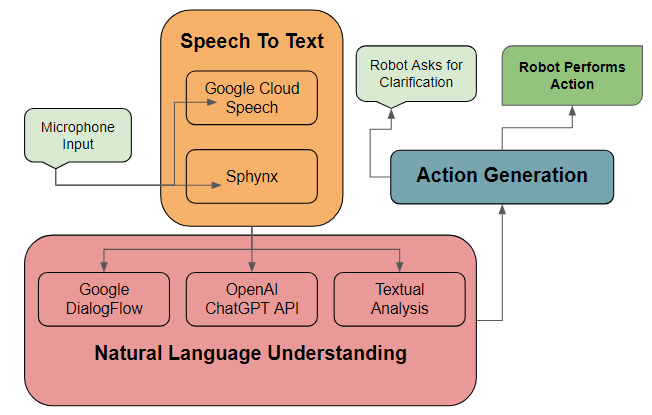 Speech To Text
Google Cloud
Speech
Sphynx
Microphone
Input
Robot Asks for
Clarification
Robot Performs
Action
Action Generation
Google
DialogFlow
OpenAI
ChatGPT API
Textual
Analysis
Natural Language Understanding